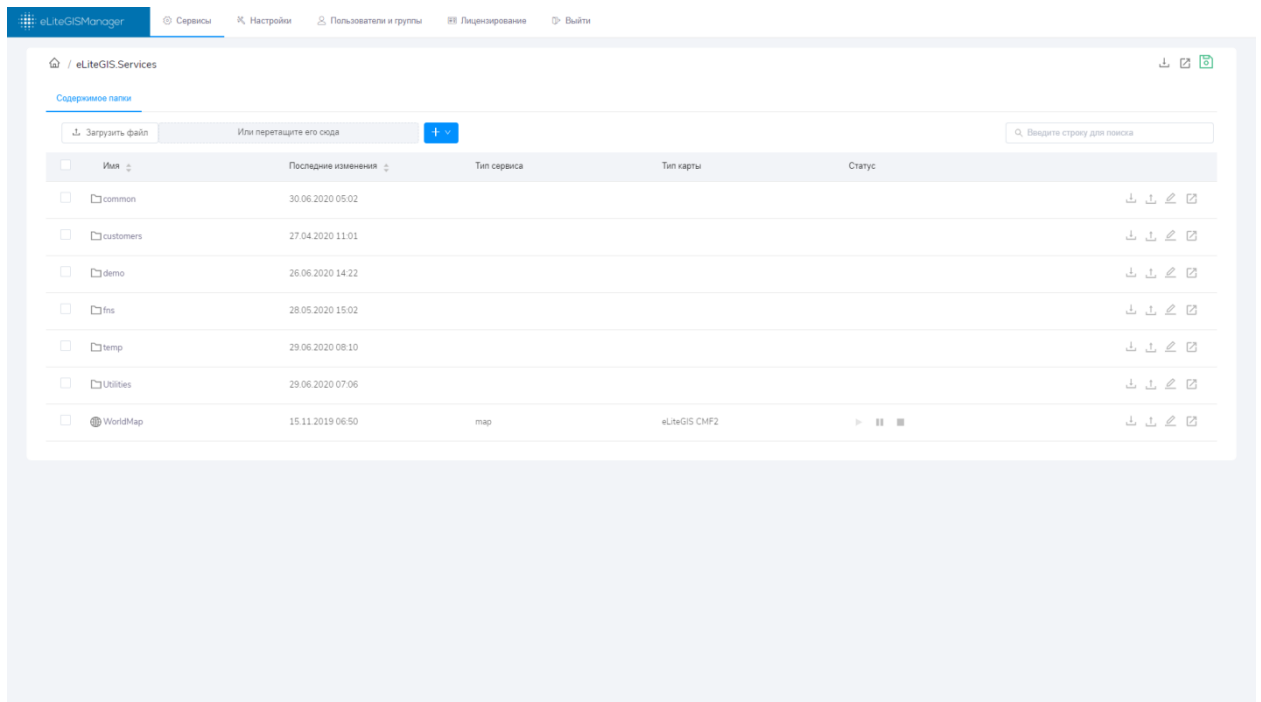 eLiteGISManager Сервисы Настройки Пользователи и группы Лицензирование Выйти
/ eLiteGIS.Services
Содержимое папки
Загрузить файл Или перетащите его сюда + Введите строку для поиска
Имя Последние изменения Тип сервиса Тип карты Статус
common 30.06.2020 05:02
customers 27.04.2020 11:01
demo 26.06.2020 14:22
fns 28.05.2020 15:02
temp 29.06.2020 08:10
Utilities 29.06.2020 07:06
WorldMap 15.11.2019 06:50 map eLiteGIS CMF2